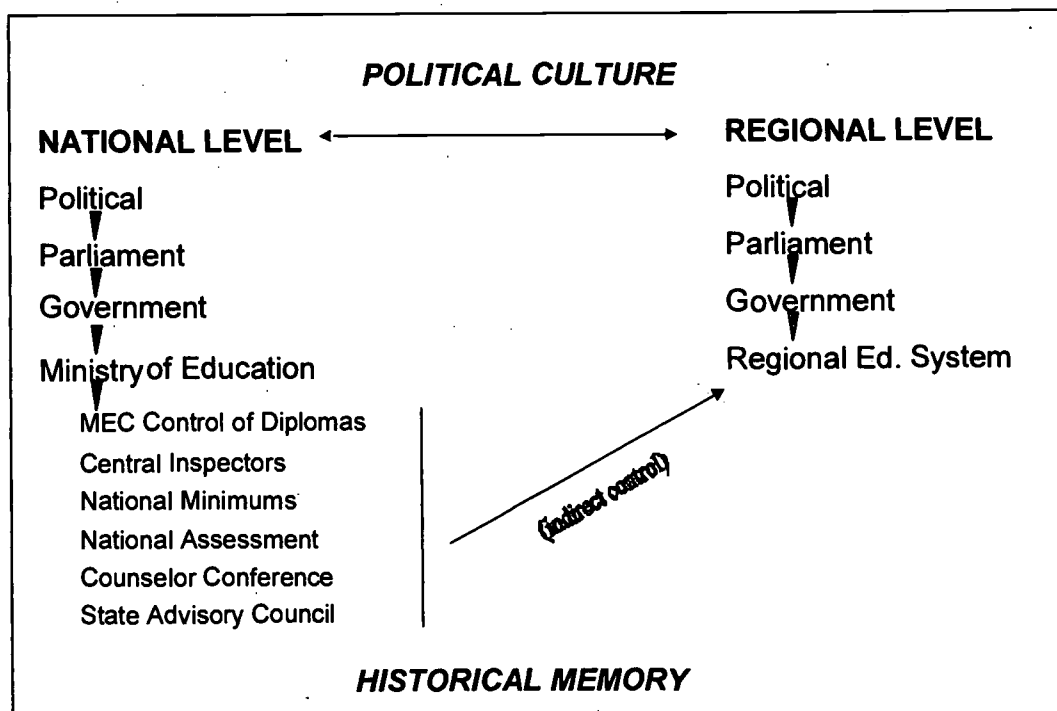 POLITICAL CULTURE
NATIONAL LEVEL
Political
Parliament
Government
Ministry of Education
MEC Control of Diplomas
Central Inspectors
National Minimums
National Assessment
Counselor Conference
State Advisory Council
REGIONAL LEVEL
Political
Parliament
Government
Regional Ed. System
(indirect control)
HISTORICAL MEMORY